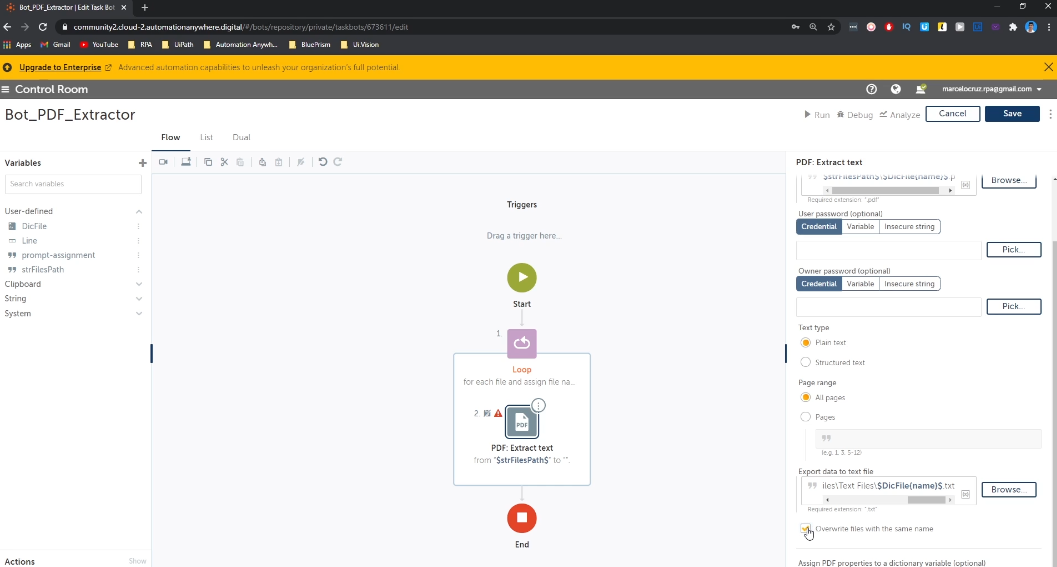 Bot_PDF_Extractor | Edit Task Bot
community2.cloud-2.automationanywhere.digital/#/bots/repository/private/taskbots/673611/edit
Apps Gmail YouTube RPA UiPath Automation Anywh... BluePrism Ui.Vision
Upgrade to Enterprise Advanced automation capabilities to unleash your organization's full potential.
Control Room
marcelocruz.rpa@gmail.com
Bot_PDF_Extractor
Run Debug Analyze Cancel Save
Flow List Dual
Variables
Search variables
User-defined
DicFile
Line
prompt-assignment
strFilesPath
Clipboard
String
System
Actions Show
Triggers
Drag a trigger here...
Start
1.
Loop
for each file and assign file na...
2.
PDF
PDF: Extract text
from "$strFilesPath$" to "".
End
PDF: Extract text
$strFilesPath$\$DicFile{name}$.p
Browse...
Required extension: ".pdf"
User password (optional)
Credential Variable Insecure string
Pick...
Owner password (optional)
Credential Variable Insecure string
Pick...
Text type
Plain text
Structured text
Page range
All pages
Pages
(e.g. 1, 3, 5-12)
Export data to text file
iles\Text Files\$DicFile{name}$.txt
Browse...
Required extension: ".txt"
Overwrite files with the same name
Assign PDF properties to a dictionary variable (optional)